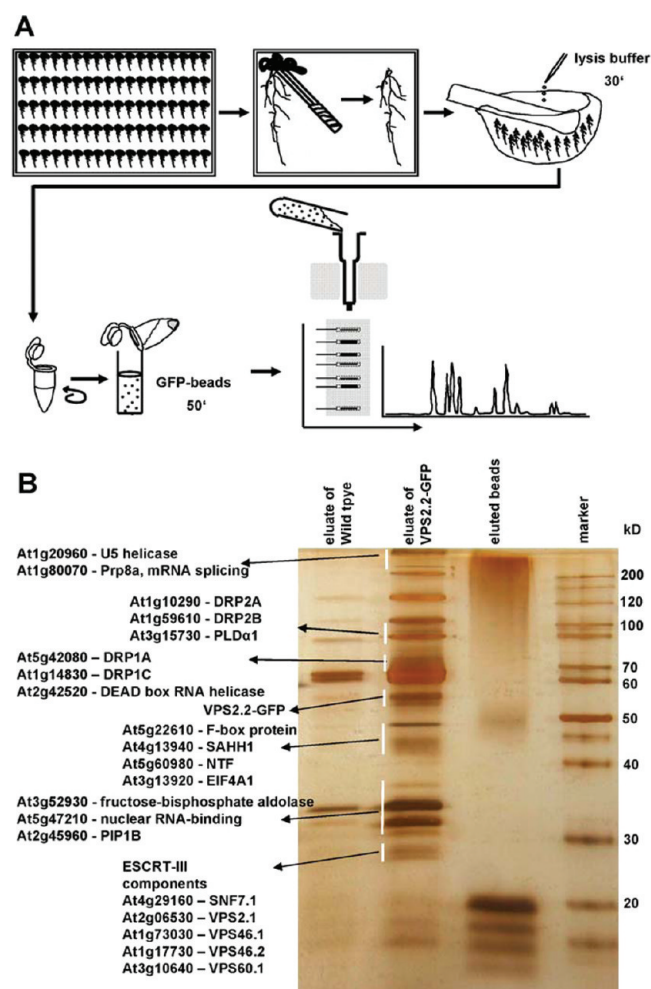 A
lysis buffer
30‘
GFP-beads
50‘
B
eluate of
Wild tpye
eluate of
VPS2.2-GFP
eluted beads
marker
kD
At1g20960 - U5 helicase
At1g80070 - Prp8a, mRNA splicing
At1g10290 - DRP2A
At1g59610 - DRP2B
At3g15730 - PLDα1
At5g42080 – DRP1A
At1g14830 – DRP1C
At2g42520 – DEAD box RNA helicase
VPS2.2-GFP
At5g22610 - F-box protein
At4g13940 - SAHH1
At5g60980 - NTF
At3g13920 - EIF4A1
At3g52930 - fructose-bisphosphate aldolase
At5g47210 - nuclear RNA-binding
At2g45960 - PIP1B
ESCRT-III
components
At4g29160 – SNF7.1
At2g06530 – VPS2.1
At1g73030 – VPS46.1
At1g17730 – VPS46.2
At3g10640 – VPS60.1
200
120
100
70
60
50
40
30
20